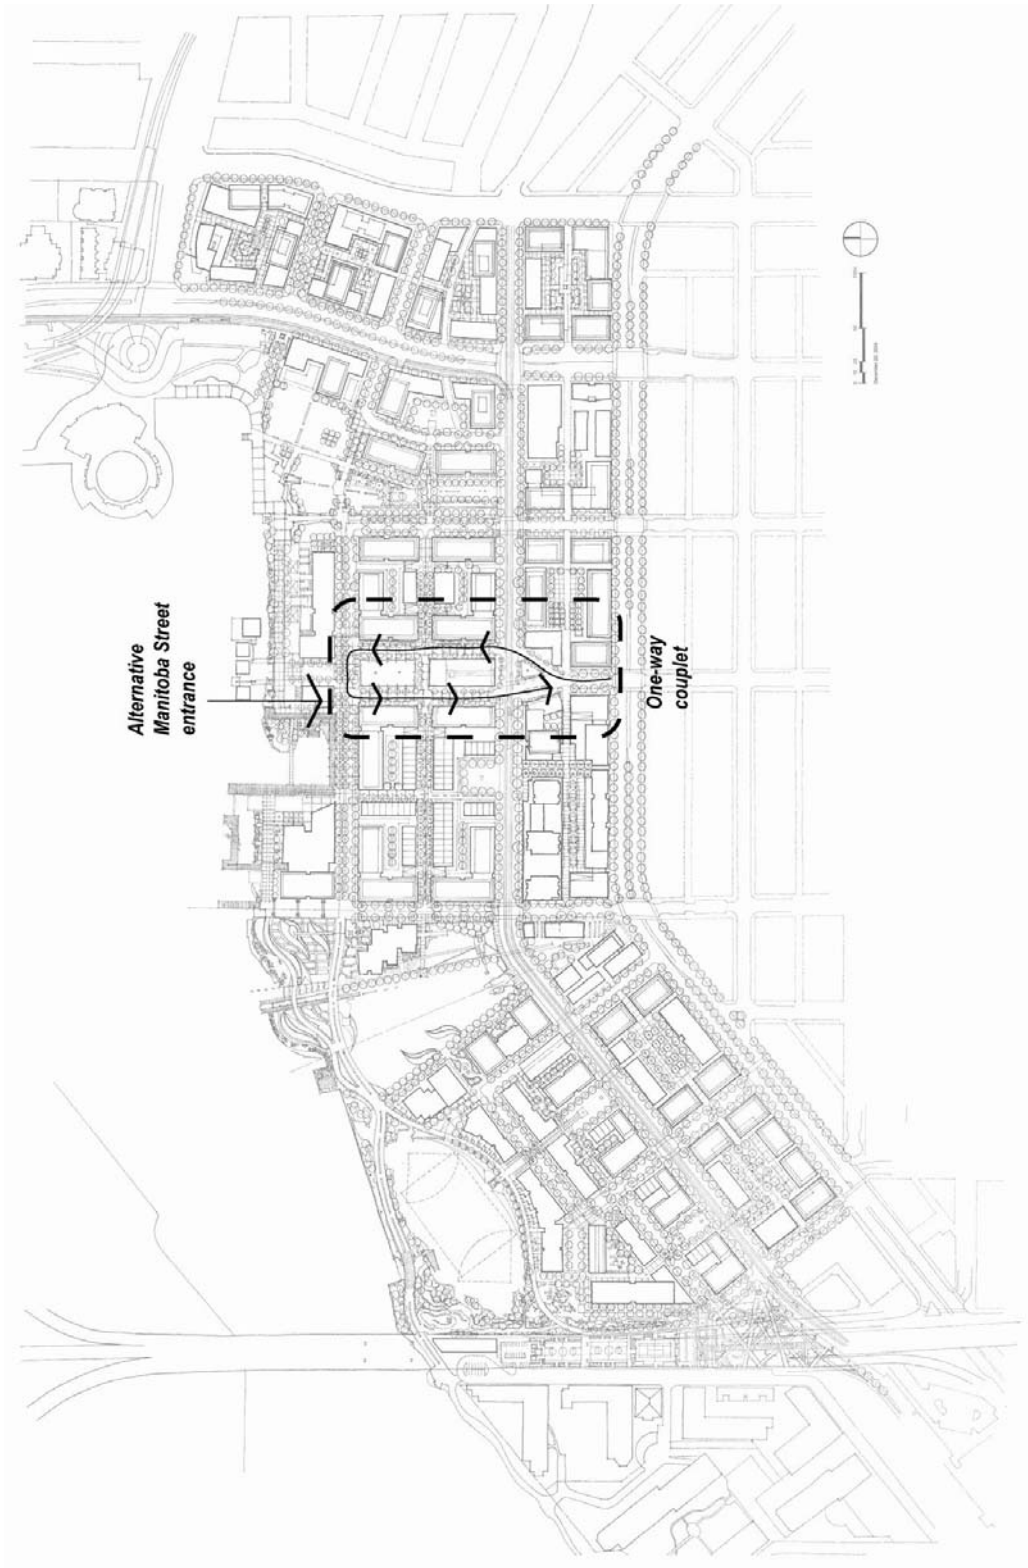 Alternative
Manitoba Street
entrance
One-way
couplet